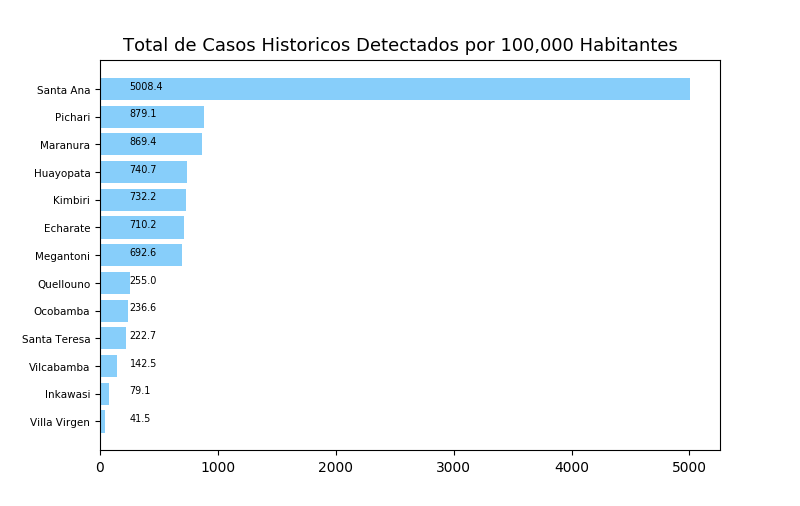 Total de Casos Historicos Detectados por 100,000 Habitantes
Santa Ana 5008.4
Pichari 879.1
Maranura 869.4
Huayopata 740.7
Kimbiri 732.2
Echarate 710.2
Megantoni 692.6
Quellouno 255.0
Ocobamba 236.6
Santa Teresa 222.7
Vilcabamba 142.5
Inkawasi 79.1
Villa Virgen 41.5
0 1000 2000 3000 4000 5000